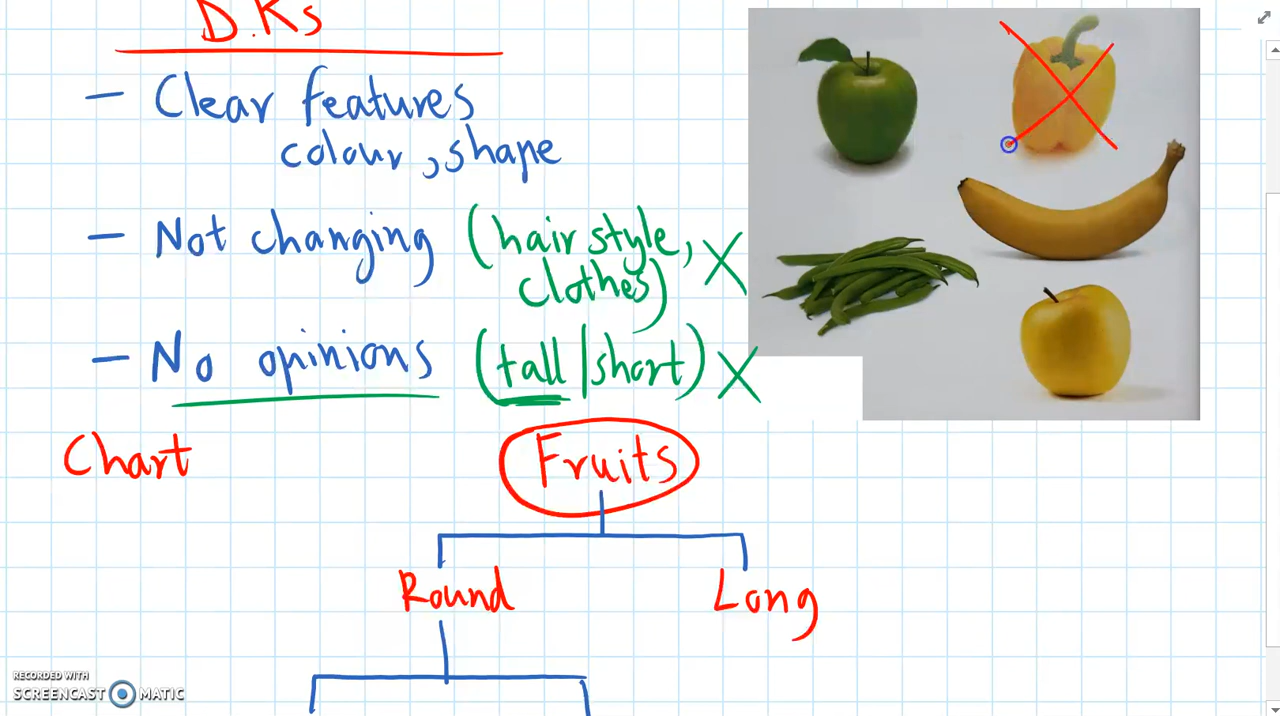 D.Ks
- Clear features
colour, shape
- Not changing (hair style, X
clothes)
- No opinions (tall / short) X
Chart
Fruits
Round
Long
RECORDED WITH
SCREENCAST MATIC